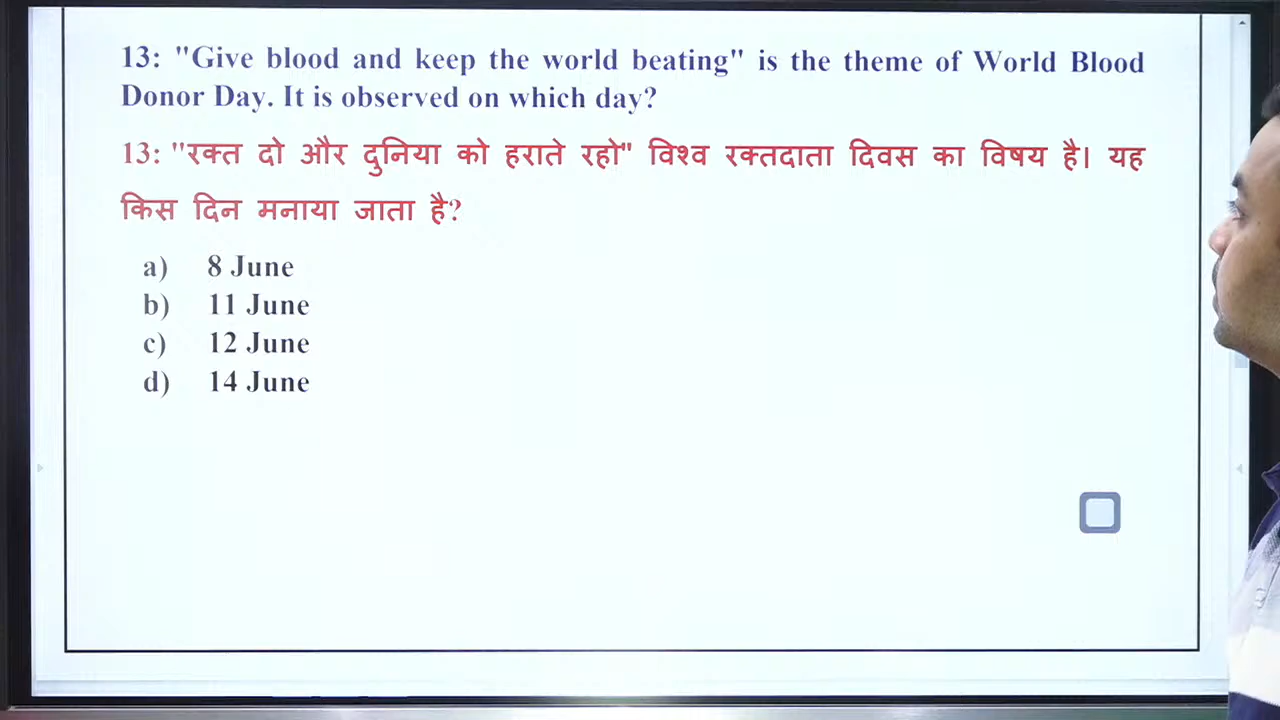 13: "Give blood and keep the world beating" is the theme of World Blood
Donor Day. It is observed on which day?
13: "रक्त दो और दुनिया को हराते रहो" विश्व रक्तदाता दिवस का विषय है। यह
किस दिन मनाया जाता है?
a) 8 June
b) 11 June
c) 12 June
d) 14 June